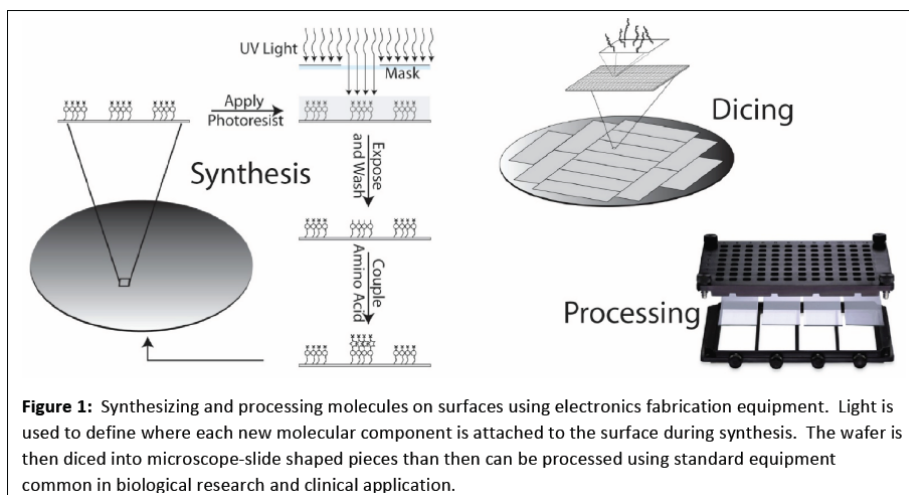 UV Light
Mask
Apply
Photoresist
Synthesis
Expose
and Wash
Couple
Amino Acid
Dicing
Processing
Figure 1: Synthesizing and processing molecules on surfaces using electronics fabrication equipment. Light is
used to define where each new molecular component is attached to the surface during synthesis. The wafer is
then diced into microscope-slide shaped pieces than then can be processed using standard equipment
common in biological research and clinical application.